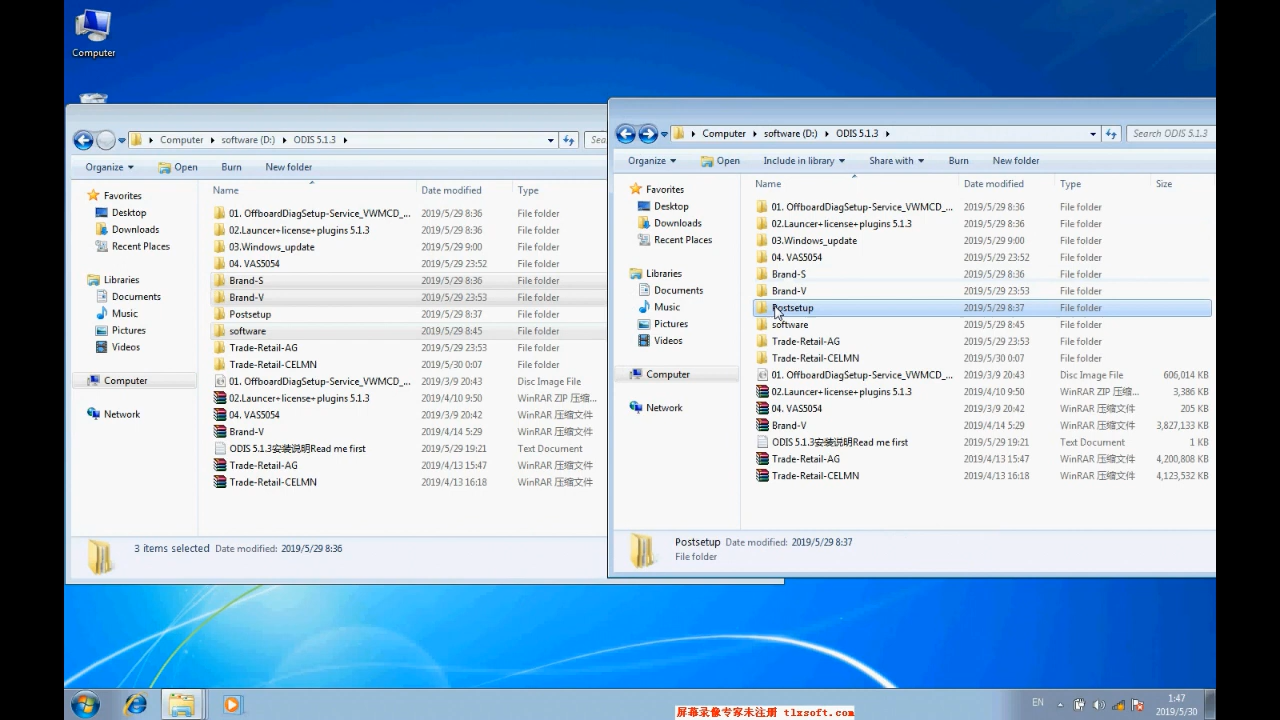 Computer
Computer software (D:) ODIS 5.1.3
Organize Open Burn New folder
Favorites
Desktop
Downloads
Recent Places
Libraries
Documents
Music
Pictures
Videos
Computer
Network
Name Date modified Type
01. OffboardDiagSetup-Service_VWMCD_... 2019/5/29 8:36 File folder
02.Launcer+license+plugins 5.1.3 2019/5/29 8:36 File folder
03.Windows_update 2019/5/29 9:00 File folder
04. VAS5054 2019/5/29 23:52 File folder
Brand-S 2019/5/29 8:36 File folder
Brand-V 2019/5/29 23:53 File folder
Postsetup 2019/5/29 8:37 File folder
software 2019/5/29 8:45 File folder
Trade-Retail-AG 2019/5/29 23:53 File folder
Trade-Retail-CELMN 2019/5/30 0:07 File folder
01. OffboardDiagSetup-Service_VWMCD_... 2019/3/9 20:43 Disc Image File
02.Launcer+license+plugins 5.1.3 2019/4/10 9:50 WinRAR ZIP 压缩...
04. VAS5054 2019/3/9 20:42 WinRAR 压缩文件
Brand-V 2019/4/14 5:29 WinRAR 压缩文件
ODIS 5.1.3安装说明Read me first 2019/5/29 19:21 Text Document
Trade-Retail-AG 2019/4/13 15:47 WinRAR 压缩文件
Trade-Retail-CELMN 2019/4/13 16:18 WinRAR 压缩文件
3 items selected Date modified: 2019/5/29 8:36
Computer software (D:) ODIS 5.1.3 Search ODIS 5.1.3
Organize Open Include in library Share with Burn New folder
Favorites
Desktop
Downloads
Recent Places
Libraries
Documents
Music
Pictures
Videos
Computer
Network
Name Date modified Type Size
01. OffboardDiagSetup-Service_VWMCD_... 2019/5/29 8:36 File folder
02.Launcer+license+plugins 5.1.3 2019/5/29 8:36 File folder
03.Windows_update 2019/5/29 9:00 File folder
04. VAS5054 2019/5/29 23:52 File folder
Brand-S 2019/5/29 8:36 File folder
Brand-V 2019/5/29 23:53 File folder
Postsetup 2019/5/29 8:37 File folder
software 2019/5/29 8:45 File folder
Trade-Retail-AG 2019/5/29 23:53 File folder
Trade-Retail-CELMN 2019/5/30 0:07 File folder
01. OffboardDiagSetup-Service_VWMCD_... 2019/3/9 20:43 Disc Image File 606,014 KB
02.Launcer+license+plugins 5.1.3 2019/4/10 9:50 WinRAR ZIP 压缩... 3,386 KB
04. VAS5054 2019/3/9 20:42 WinRAR 压缩文件 205 KB
Brand-V 2019/4/14 5:29 WinRAR 压缩文件 3,827,133 KB
ODIS 5.1.3安装说明Read me first 2019/5/29 19:21 Text Document 1 KB
Trade-Retail-AG 2019/4/13 15:47 WinRAR 压缩文件 4,200,808 KB
Trade-Retail-CELMN 2019/4/13 16:18 WinRAR 压缩文件 4,123,532 KB
Postsetup Date modified: 2019/5/29 8:37
File folder
EN
1:47
2019/5/30
屏幕录像专家未注册 tlxsoft.com